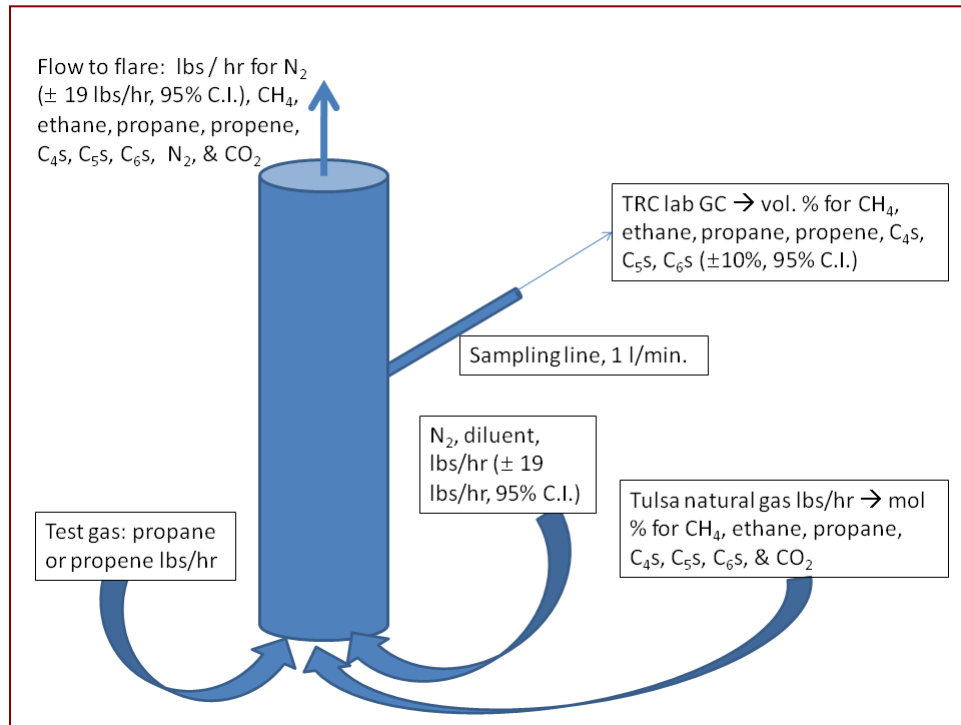 Flow to flare:  lbs / hr for N₂
(± 19 lbs/hr, 95% C.I.), CH₄,
ethane, propane, propene,
C₄s, C₅s, C₆s,  N₂, & CO₂
TRC lab GC → vol. % for CH₄,
ethane, propane, propene, C₄s,
C₅s, C₆s (±10%, 95% C.I.)
Sampling line, 1 l/min.
N₂, diluent,
lbs/hr (± 19
lbs/hr, 95% C.I.)
Tulsa natural gas lbs/hr → mol
% for CH₄, ethane, propane,
C₄s, C₅s, C₆s, & CO₂
Test gas: propane
or propene lbs/hr